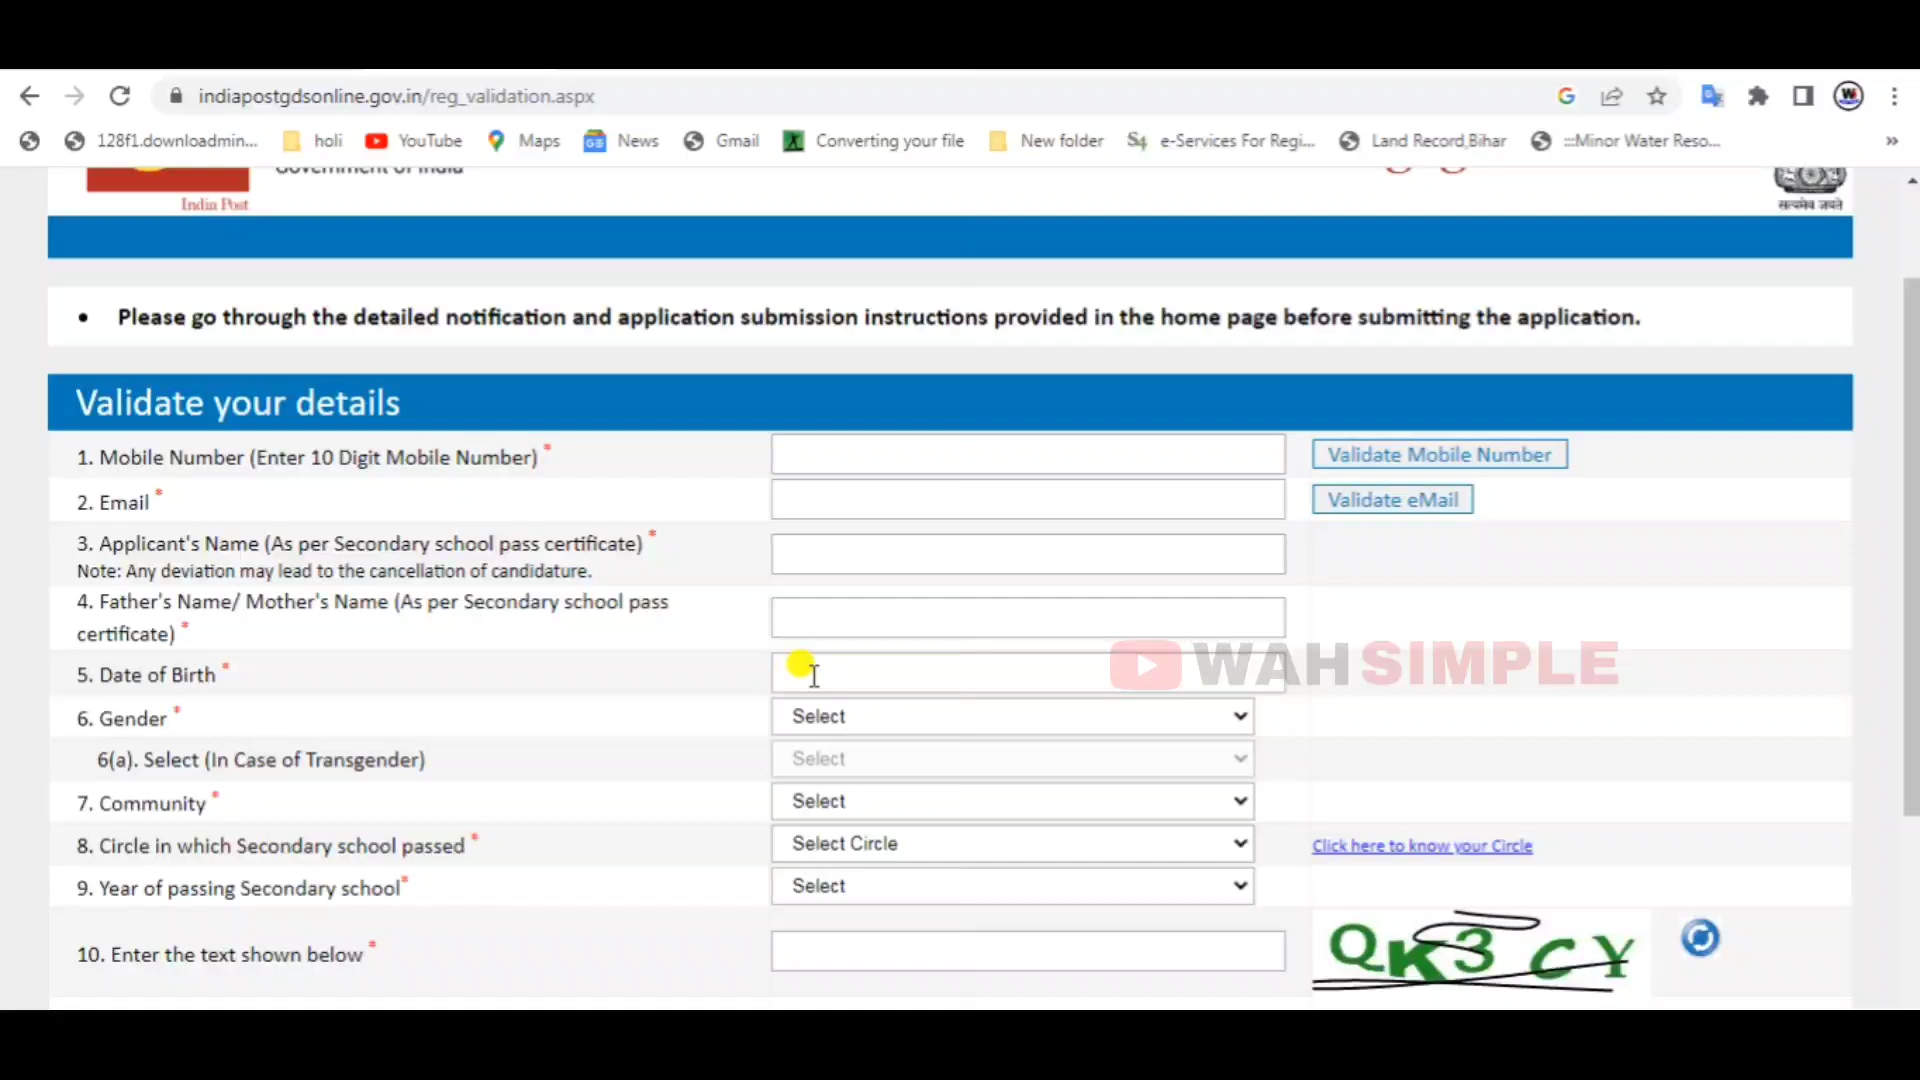 indiapostgdsonline.gov.in/reg_validation.aspx
128f1.downloadmin... holi YouTube Maps News Gmail Converting your file New folder e-Services For Regi... Land Record,Bihar :::Minor Water Reso... »
Government of India
India Post
सत्यमेव जयते
• Please go through the detailed notification and application submission instructions provided in the home page before submitting the application.
Validate your details
1. Mobile Number (Enter 10 Digit Mobile Number) * Validate Mobile Number
2. Email * Validate eMail
3. Applicant's Name (As per Secondary school pass certificate) *
Note: Any deviation may lead to the cancellation of candidature.
4. Father's Name/ Mother's Name (As per Secondary school pass
certificate) *
WAHSIMPLE
5. Date of Birth *
6. Gender * Select
6(a). Select (In Case of Transgender) Select
7. Community * Select
8. Circle in which Secondary school passed * Select Circle Click here to know your Circle
9. Year of passing Secondary school* Select
10. Enter the text shown below * QK3CY